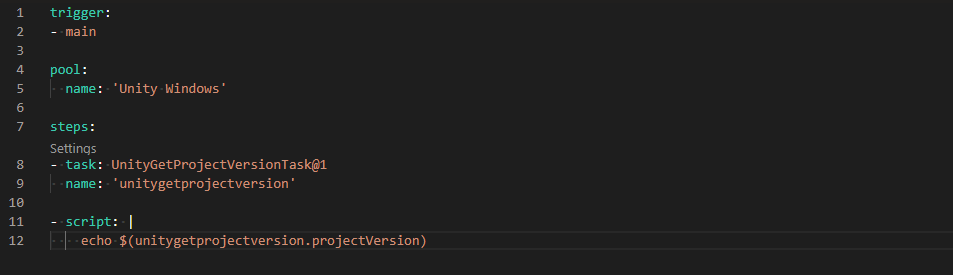 1 trigger:
2 - main
3
4 pool:
5   name: 'Unity Windows'
6
7 steps:
Settings
8 - task: UnityGetProjectVersionTask@1
9   name: 'unitygetprojectversion'
10
11 - script: |
12     echo $(unitygetprojectversion.projectVersion)